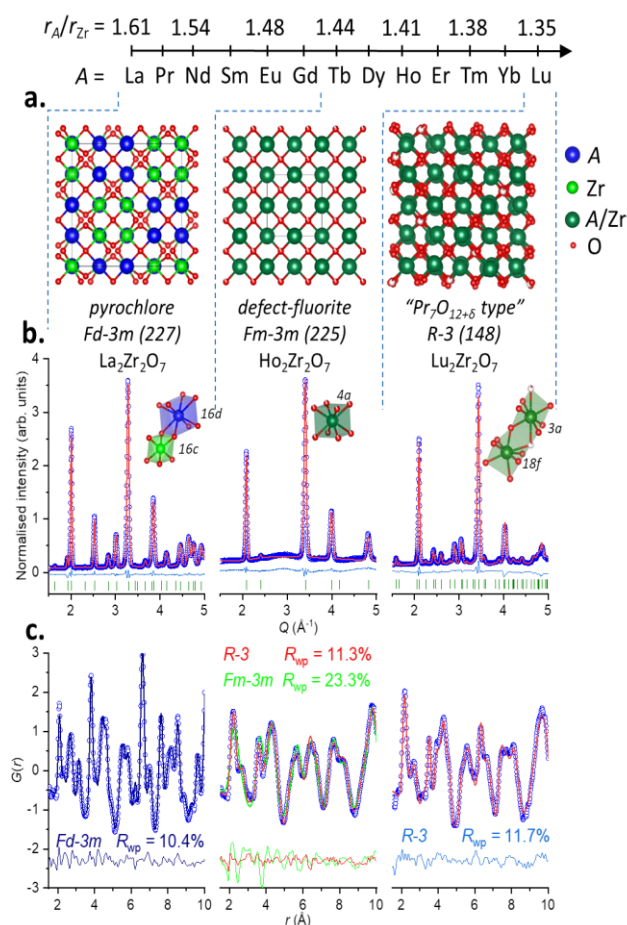 r_A/r_Zr 1.61 1.54 1.48 1.44 1.41 1.38 1.35
A = La Pr Nd Sm Eu Gd Tb Dy Ho Er Tm Yb Lu
a.
A
Zr
A/Zr
O
pyrochlore
Fd-3m (227)
La₂Zr₂O₇
defect-fluorite
Fm-3m (225)
Ho₂Zr₂O₇
“Pr₇O₁₂₊δ type”
R-3 (148)
Lu₂Zr₂O₇
b.
Normalised intensity (arb. units)
4
3
2
1
0
16d
16c
4a
3a
18f
2 3 4 5
2 3 4 5
2 3 4 5
Q (Å⁻¹)
c.
G(r)
3
2
1
0
-1
-2
-3
Fd-3m R_wp = 10.4%
R-3 R_wp = 11.3%
Fm-3m R_wp = 23.3%
R-3 R_wp = 11.7%
2 4 6 8 10
2 4 6 8 10
2 4 6 8 10
r (Å)